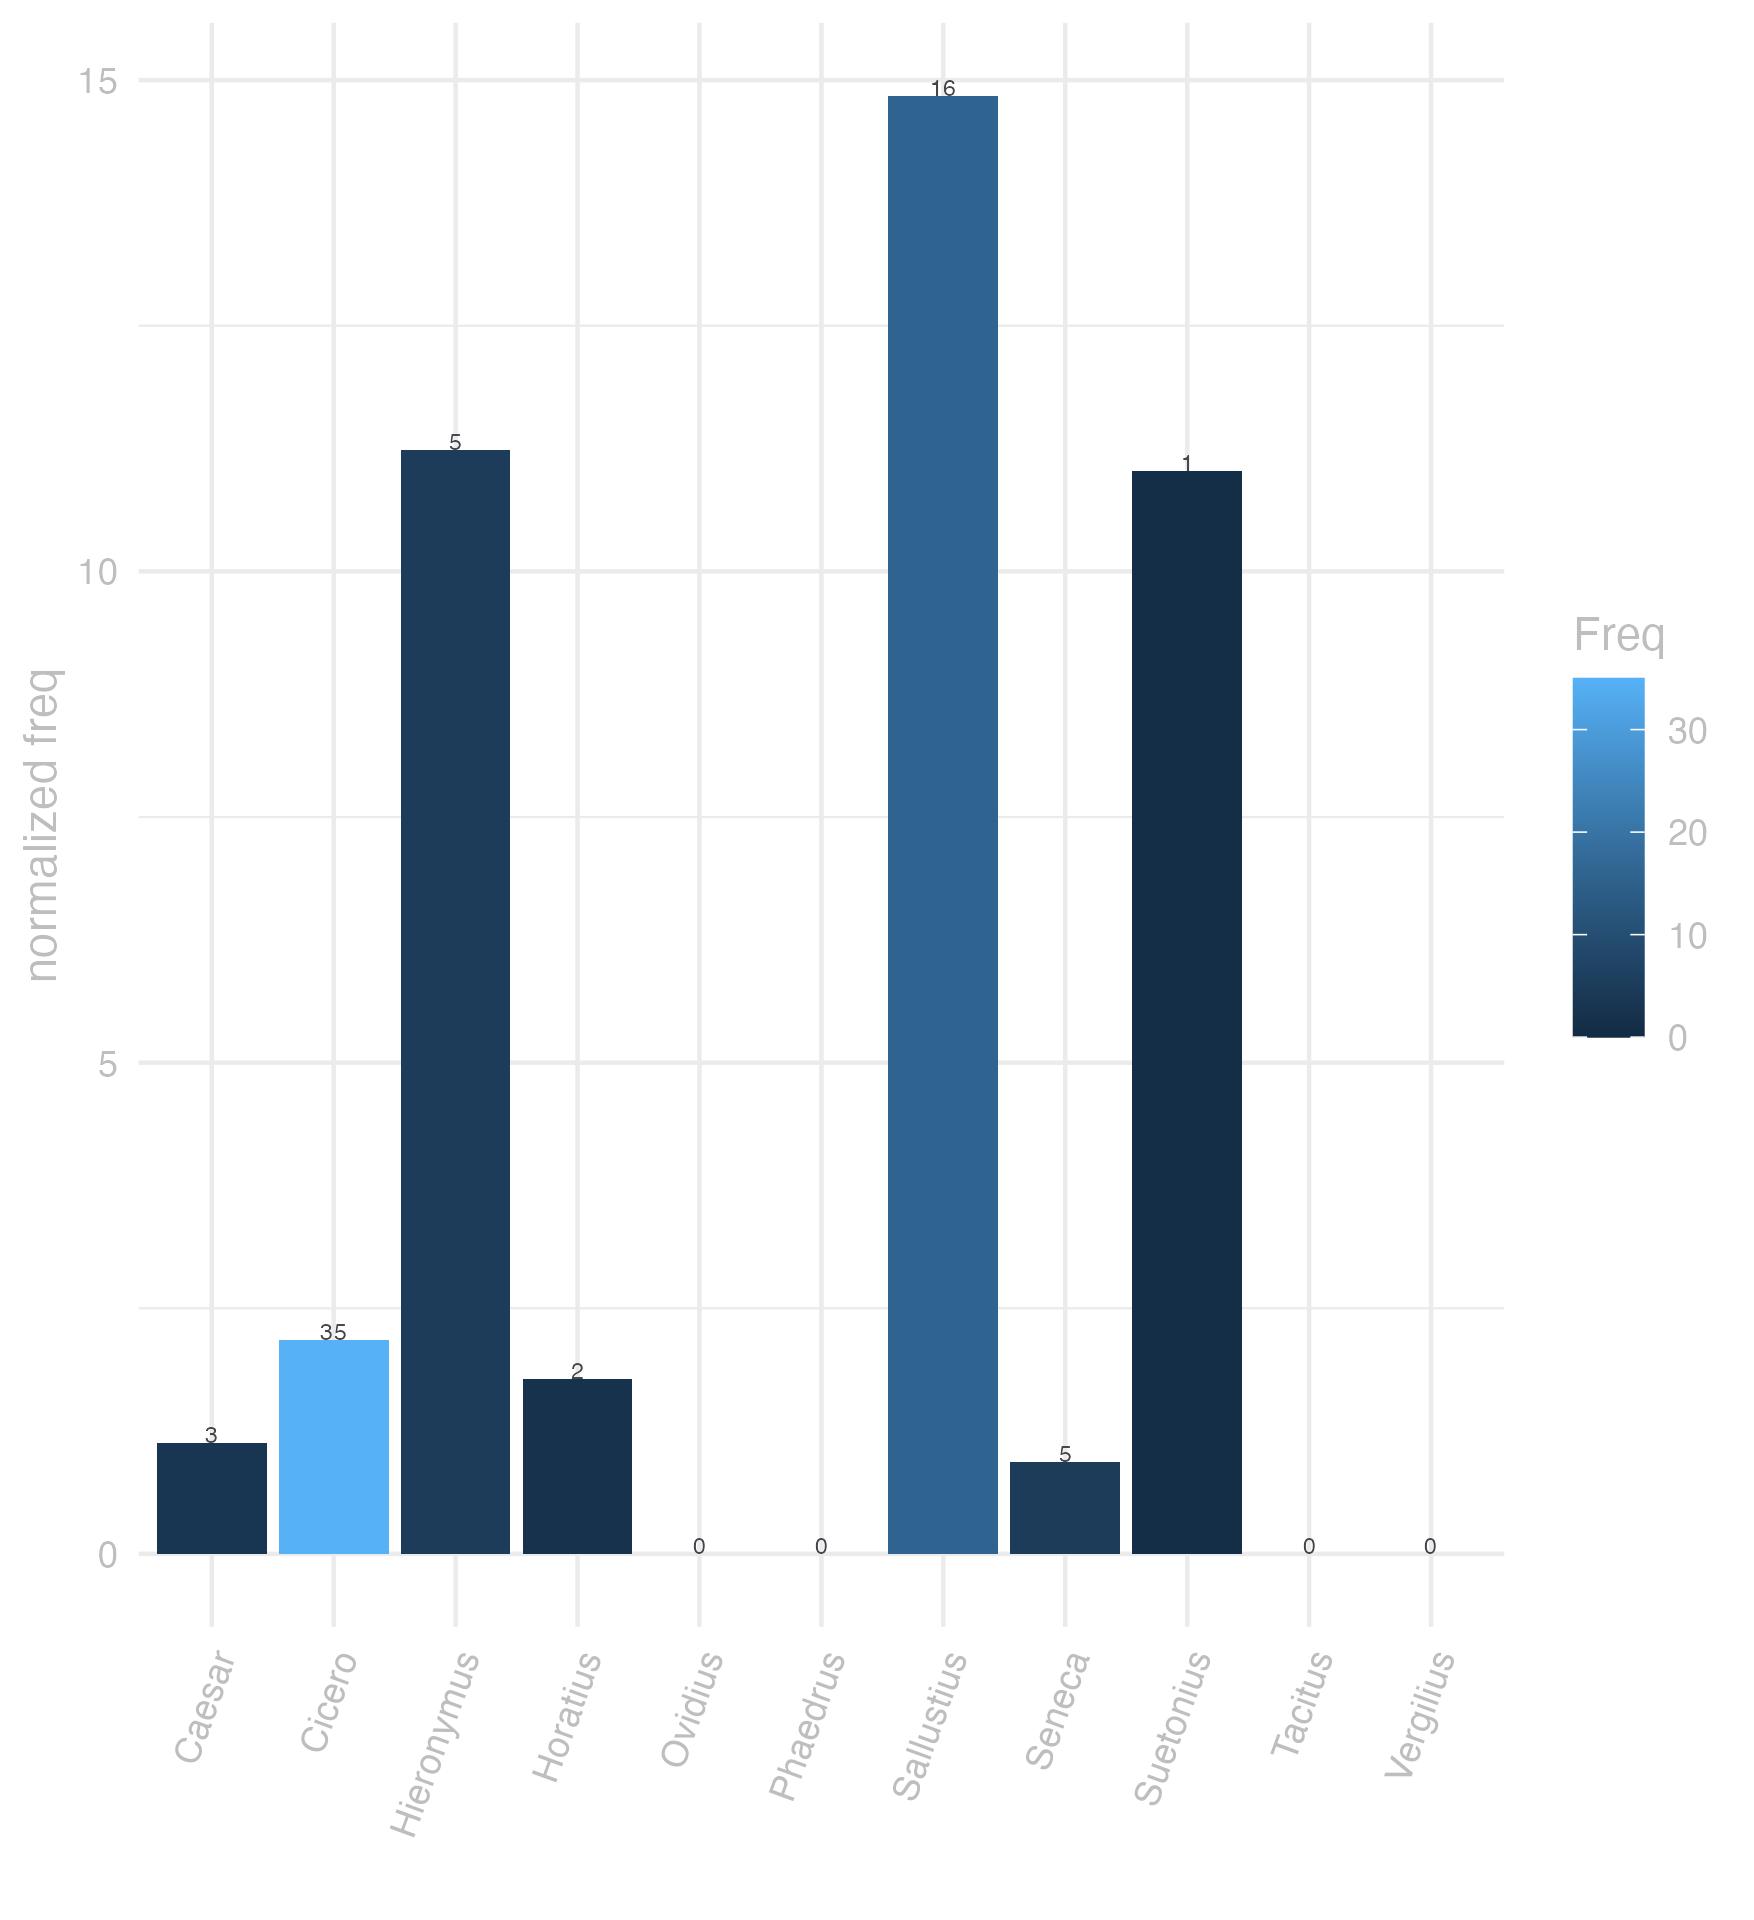 15
10
5
0
normalized freq
16
5
1
35
2
3
5
0
0
0
0
Caesar
Cicero
Hieronymus
Horatius
Ovidius
Phaedrus
Sallustius
Seneca
Suetonius
Tacitus
Vergilius
Freq
30
20
10
0